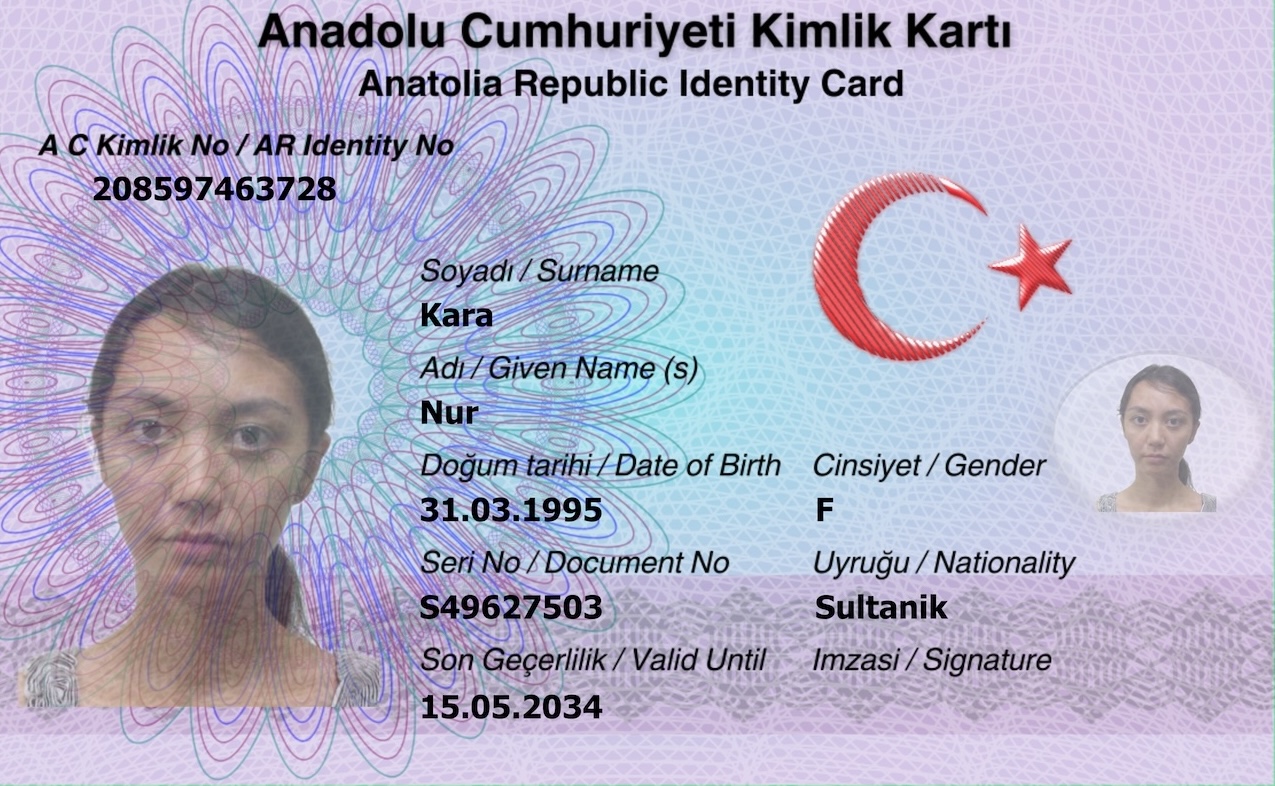 Anadolu Cumhuriyeti Kimlik Kartı
Anatolia Republic Identity Card
A C Kimlik No / AR Identity No
208597463728
Soyadı / Surname
Kara
Adı / Given Name (s)
Nur
Doğum tarihi / Date of Birth Cinsiyet / Gender
31.03.1995 F
Seri No / Document No Uyruğu / Nationality
S49627503 Sultanik
Son Geçerlilik / Valid Until Imzasi / Signature
15.05.2034